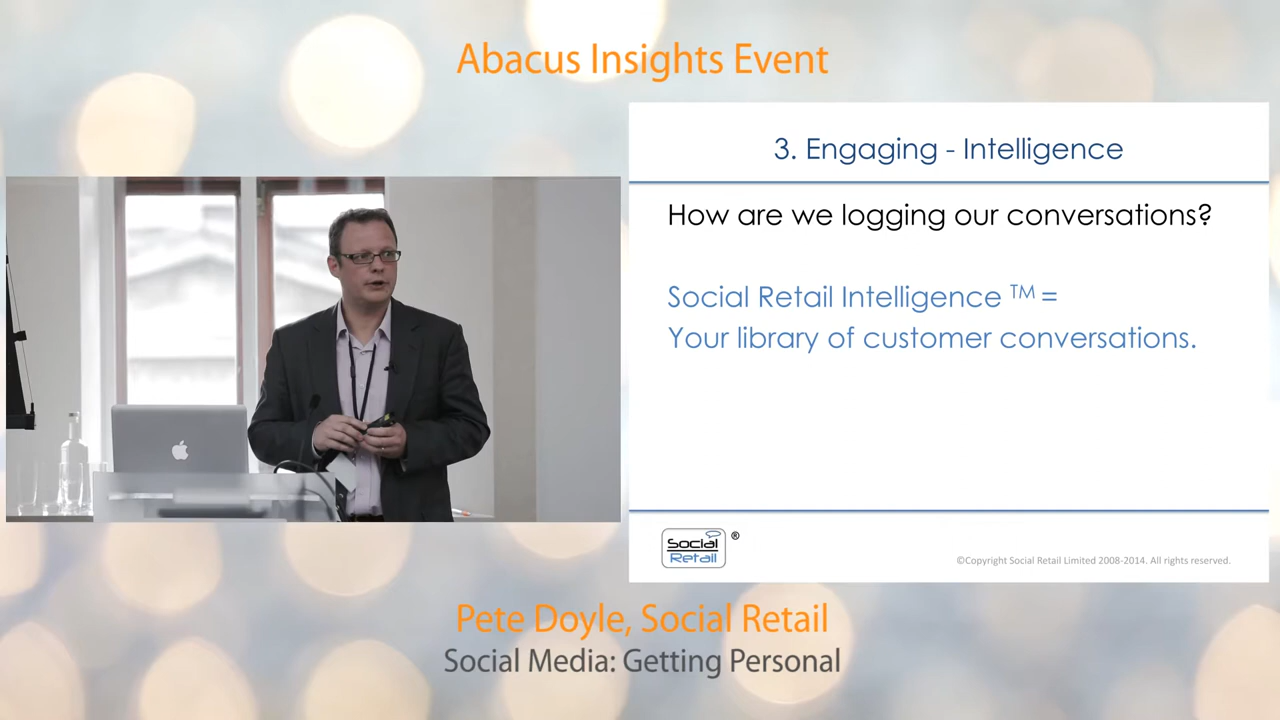 Abacus Insights Event
3. Engaging - Intelligence
How are we logging our conversations?
Social Retail Intelligence TM =
Your library of customer conversations.
Social
Retail
®
©Copyright Social Retail Limited 2008-2014. All rights reserved.
Pete Doyle, Social Retail
Social Media: Getting Personal